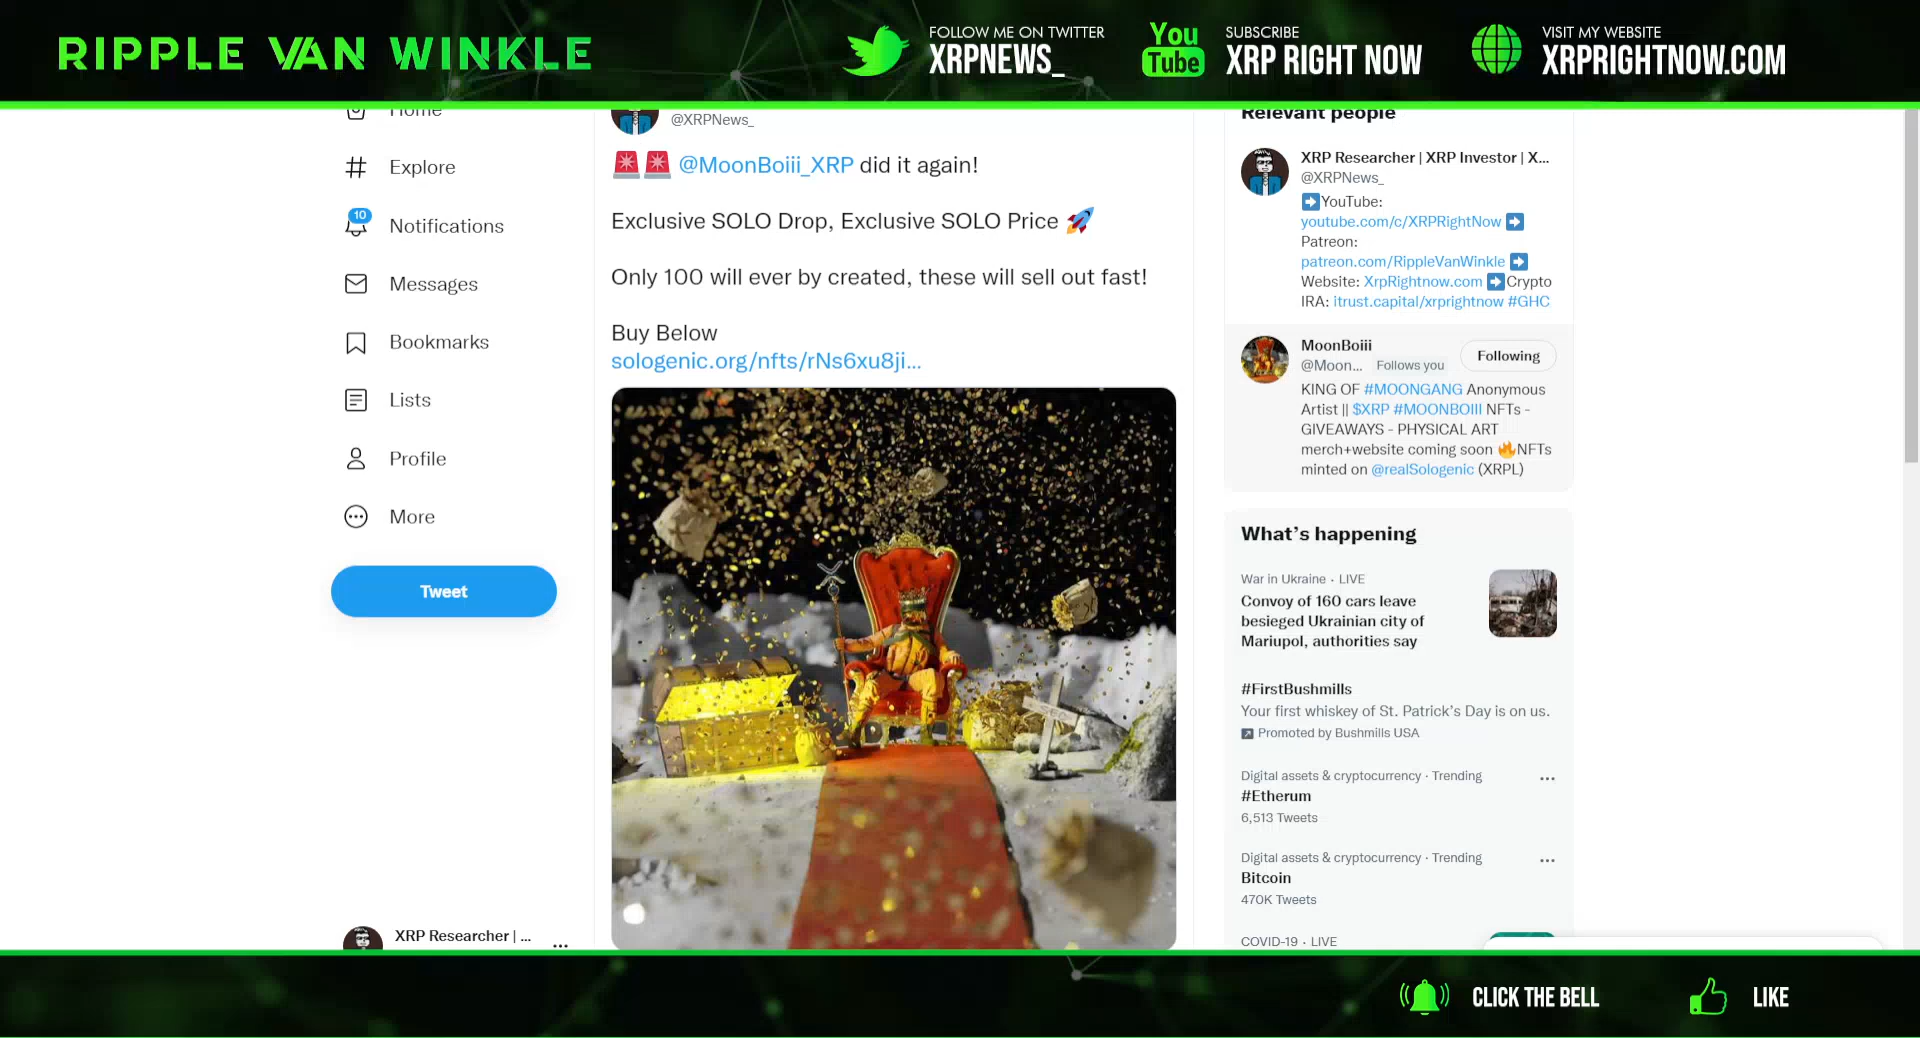 RIPPLE VAN WINKLE
FOLLOW ME ON TWITTER
XRPNEWS_
You
Tube
SUBSCRIBE
XRP RIGHT NOW
VISIT MY WEBSITE
XRPRIGHTNOW.COM
Home
Explore
10
Notifications
Messages
Bookmarks
Lists
Profile
More
Tweet
XRP Researcher | ...
@XRPNews_
@MoonBoiii_XRP did it again!
Exclusive SOLO Drop, Exclusive SOLO Price
Only 100 will ever by created, these will sell out fast!
Buy Below
sologenic.org/nfts/rNs6xu8ji...
Relevant people
XRP Researcher | XRP Investor | X...
@XRPNews_
YouTube:
youtube.com/c/XRPRightNow
Patreon:
patreon.com/RippleVanWinkle
Website: XrpRightnow.com Crypto
IRA: itrust.capital/xrprightnow #GHC
MoonBoiii
@Moon... Follows you
Following
KING OF #MOONGANG Anonymous
Artist || $XRP #MOONBOIII NFTs -
GIVEAWAYS - PHYSICAL ART
merch+website coming soon NFTs
minted on @realSologenic (XRPL)
What's happening
War in Ukraine · LIVE
Convoy of 160 cars leave
besieged Ukrainian city of
Mariupol, authorities say
#FirstBushmills
Your first whiskey of St. Patrick's Day is on us.
Promoted by Bushmills USA
Digital assets & cryptocurrency · Trending
#Etherum
6,513 Tweets
Digital assets & cryptocurrency · Trending
Bitcoin
470K Tweets
COVID-19 · LIVE
CLICK THE BELL
LIKE